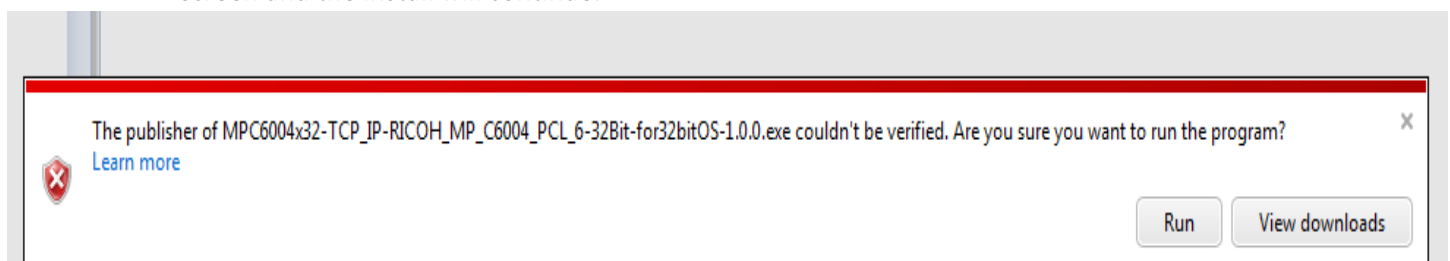 The publisher of MPC6004x32-TCP_IP-RICOH_MP_C6004_PCL_6-32Bit-for32bitOS-1.0.0.exe couldn't be verified. Are you sure you want to run the program?
Learn more
Run View downloads